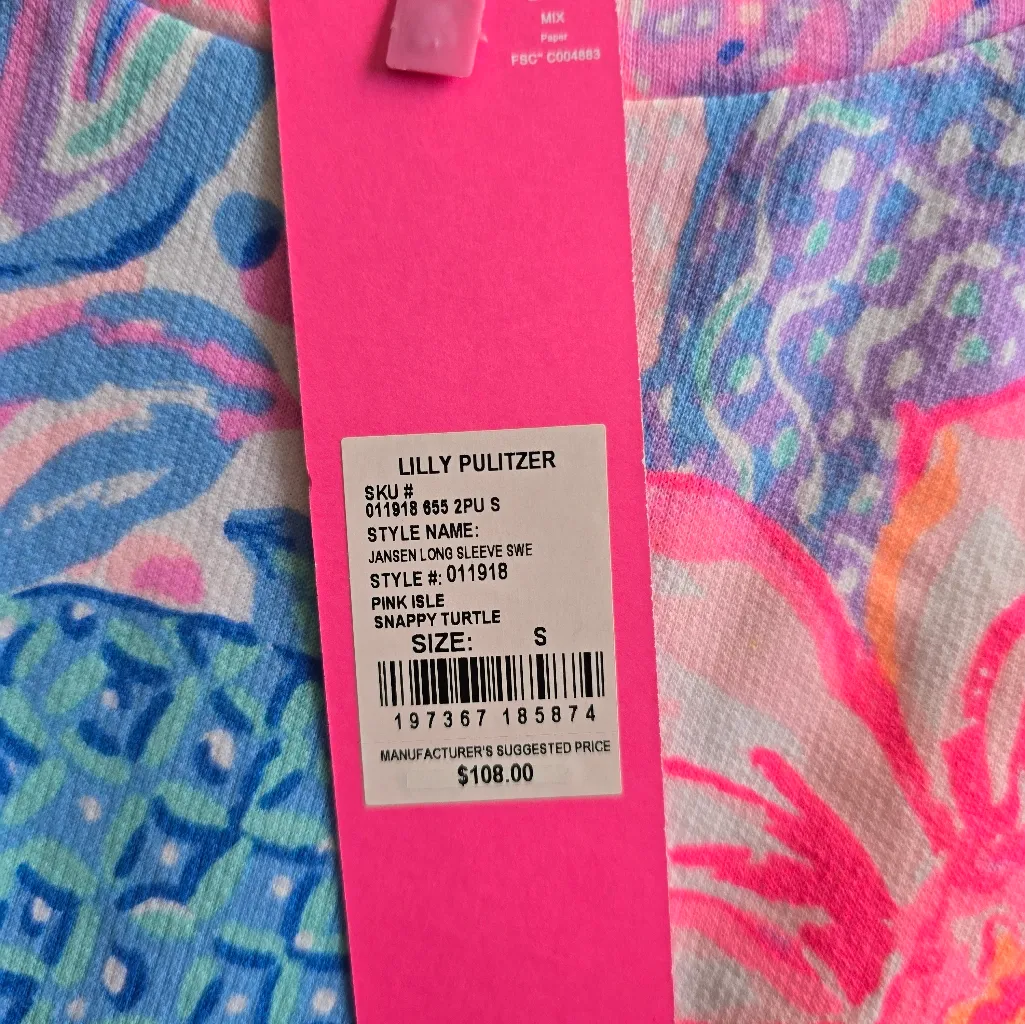 MIX
Paper
FSC® C004883
LILLY PULITZER
SKU #
011918 655 2PU S
STYLE NAME:
JANSEN LONG SLEEVE SWE
STYLE #: 011918
PINK ISLE
SNAPPY TURTLE
SIZE: S
197367 185874
MANUFACTURER'S SUGGESTED PRICE
$108.00